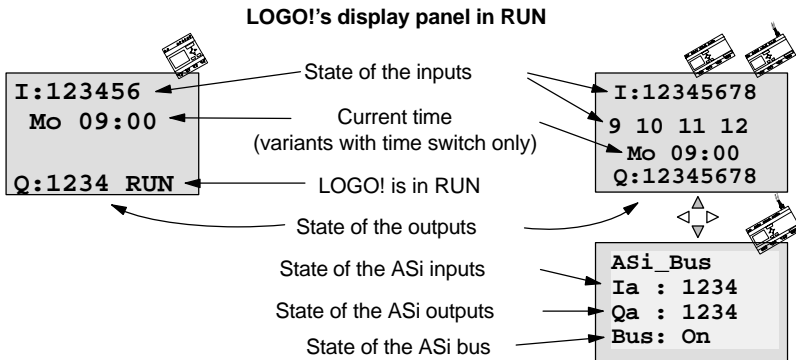 LOGO!'s display panel in RUN
I:123456
Mo 09:00
Q:1234 RUN
State of the inputs
Current time
(variants with time switch only)
LOGO! is in RUN
State of the outputs
State of the ASi inputs
State of the ASi outputs
State of the ASi bus
I:12345678
9 10 11 12
Mo 09:00
Q:12345678
ASi_Bus
Ia : 1234
Qa : 1234
Bus: On